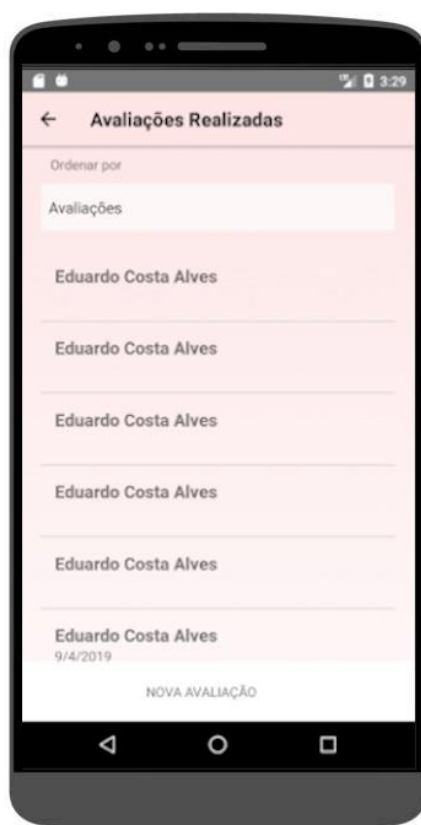 3:29
Avaliações Realizadas
Ordenar por
Avaliações
Eduardo Costa Alves
Eduardo Costa Alves
Eduardo Costa Alves
Eduardo Costa Alves
Eduardo Costa Alves
Eduardo Costa Alves
9/4/2019
NOVA AVALIAÇÃO